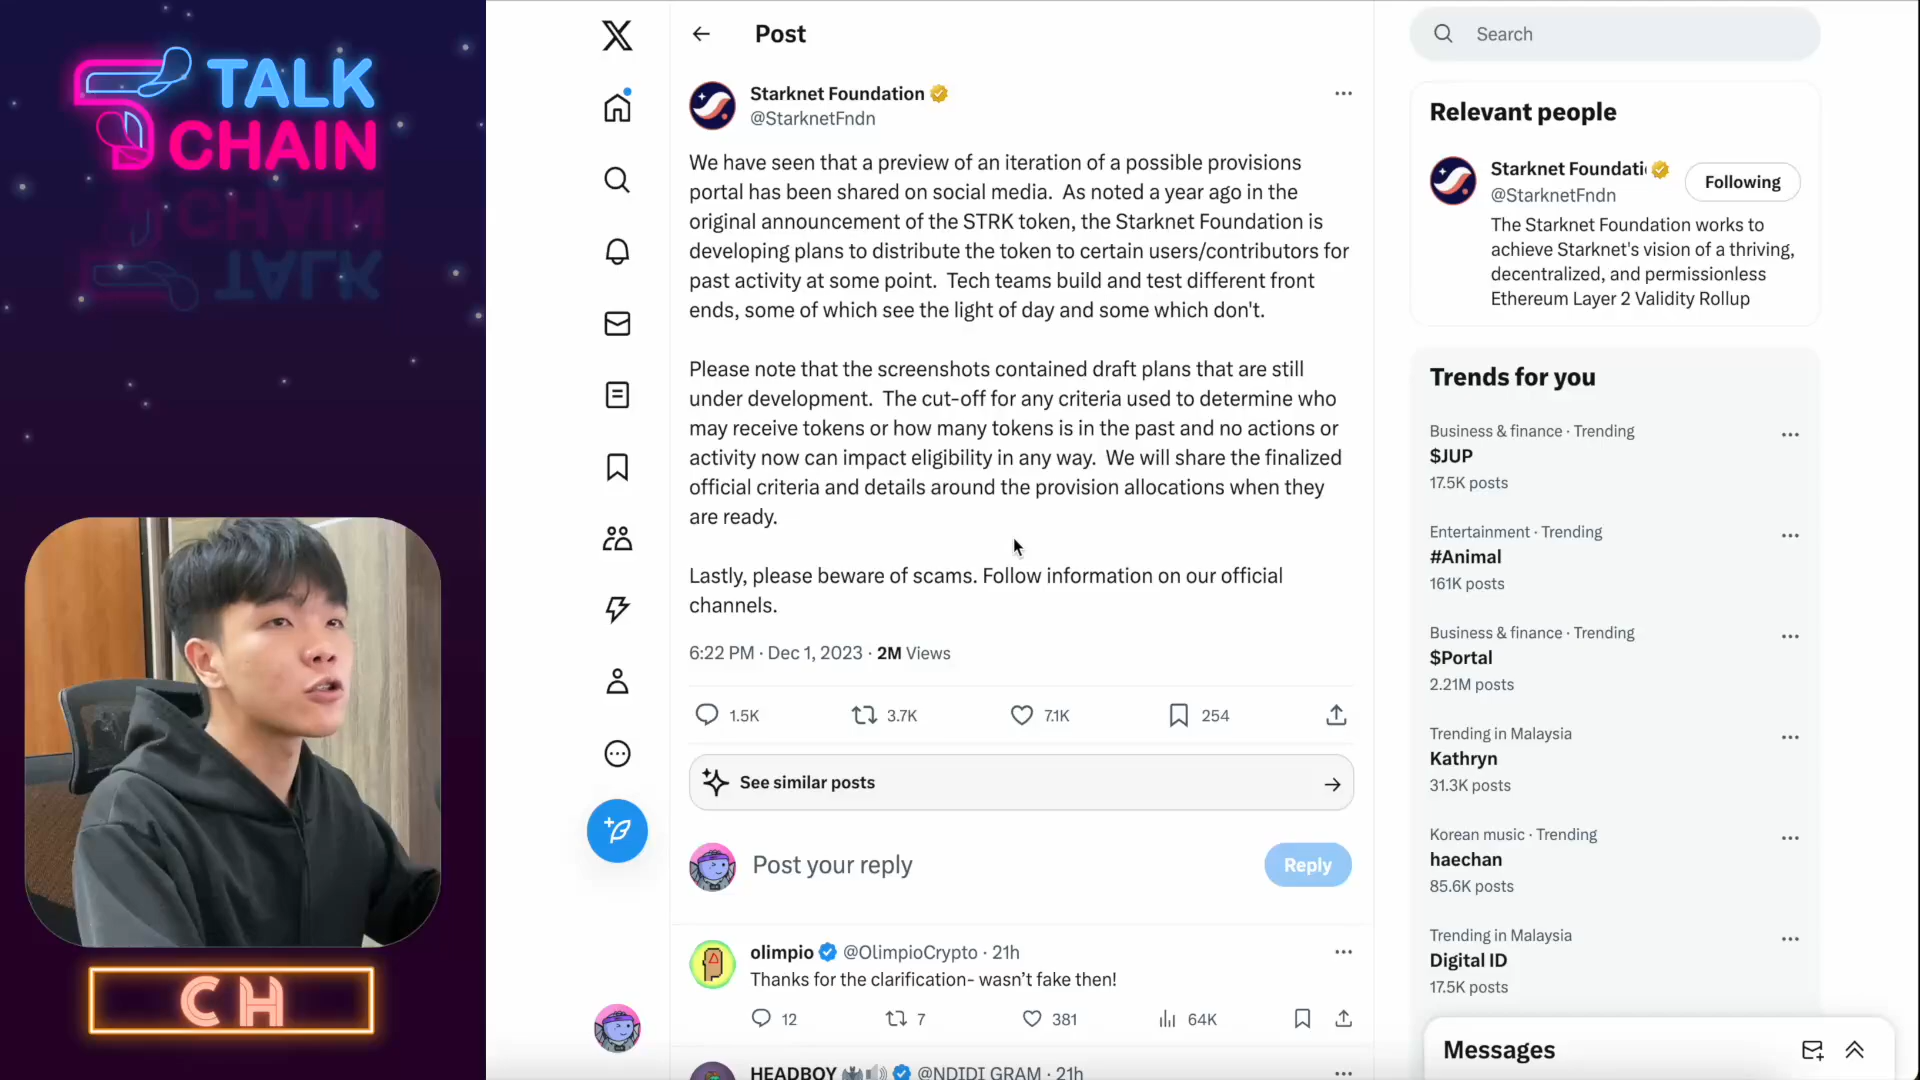 TALK
CHAIN
CH
Post
Starknet Foundation
@StarknetFndn
We have seen that a preview of an iteration of a possible provisions
portal has been shared on social media. As noted a year ago in the
original announcement of the STRK token, the Starknet Foundation is
developing plans to distribute the token to certain users/contributors for
past activity at some point. Tech teams build and test different front
ends, some of which see the light of day and some which don't.
Please note that the screenshots contained draft plans that are still
under development. The cut-off for any criteria used to determine who
may receive tokens or how many tokens is in the past and no actions or
activity now can impact eligibility in any way. We will share the finalized
official criteria and details around the provision allocations when they
are ready.
Lastly, please beware of scams. Follow information on our official
channels.
6:22 PM · Dec 1, 2023 · 2M Views
1.5K 3.7K 7.1K 254
See similar posts
Post your reply
Reply
olimpio @OlimpioCrypto · 21h
Thanks for the clarification- wasn't fake then!
12 7 381 64K
HEADBOY @NDIDI GRAM · 21h
Search
Relevant people
Starknet Foundati
@StarknetFndn
Following
The Starknet Foundation works to
achieve Starknet's vision of a thriving,
decentralized, and permissionless
Ethereum Layer 2 Validity Rollup
Trends for you
Business & finance · Trending
$JUP
17.5K posts
Entertainment · Trending
#Animal
161K posts
Business & finance · Trending
$Portal
2.21M posts
Trending in Malaysia
Kathryn
31.3K posts
Korean music · Trending
haechan
85.6K posts
Trending in Malaysia
Digital ID
17.5K posts
Messages